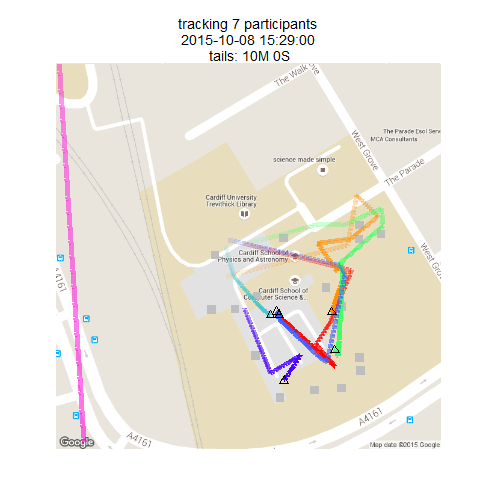 tracking 7 participants
2015-10-08 15:29:00
tails: 10M 0S
The Walk
West Grove
The Parade Esol Serv
MCA Consultants
science made simple
The Parade
Cardiff University
Trevithick Library
West Grove
Cardiff School of
Physics and Astronomy...
Cardiff School of
Computer Science &...
A4161
A4161
A4161
Google
Map data ©2015 Google